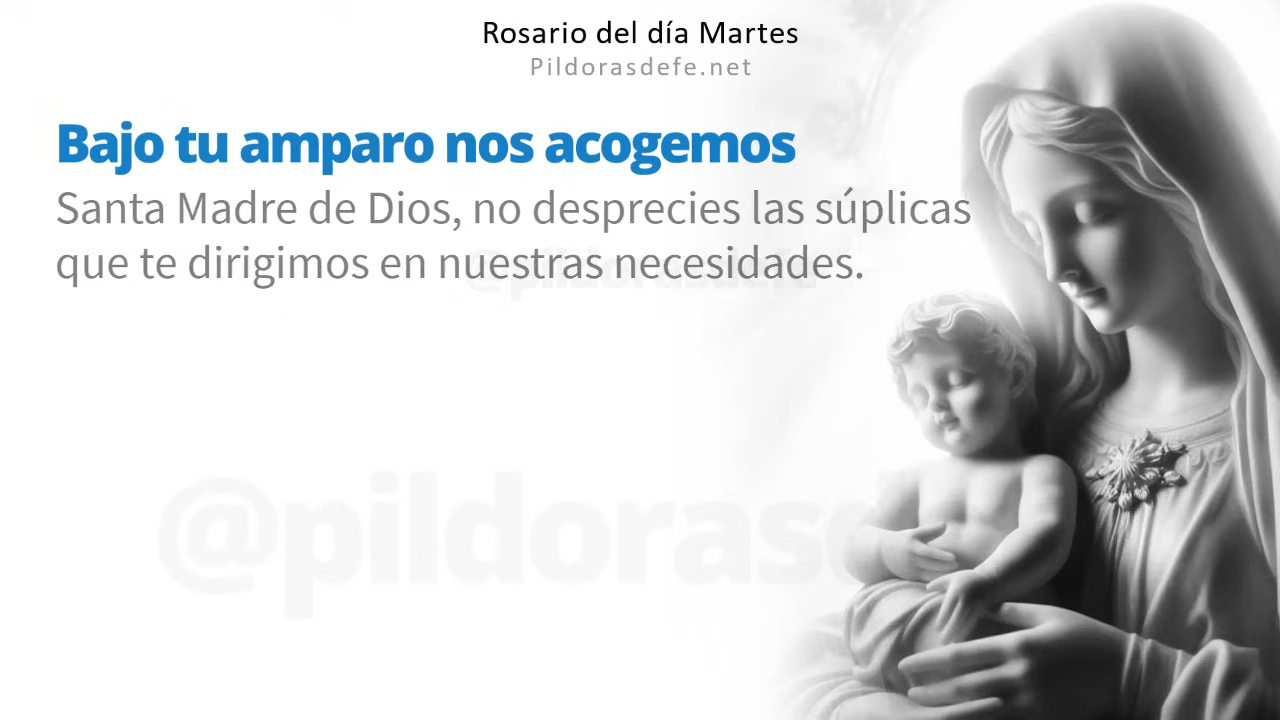 Rosario del día Martes
Pildorasdefe.net
Bajo tu amparo nos acogemos
Santa Madre de Dios, no desprecies las súplicas
que te dirigimos en nuestras necesidades.
@pildorasd